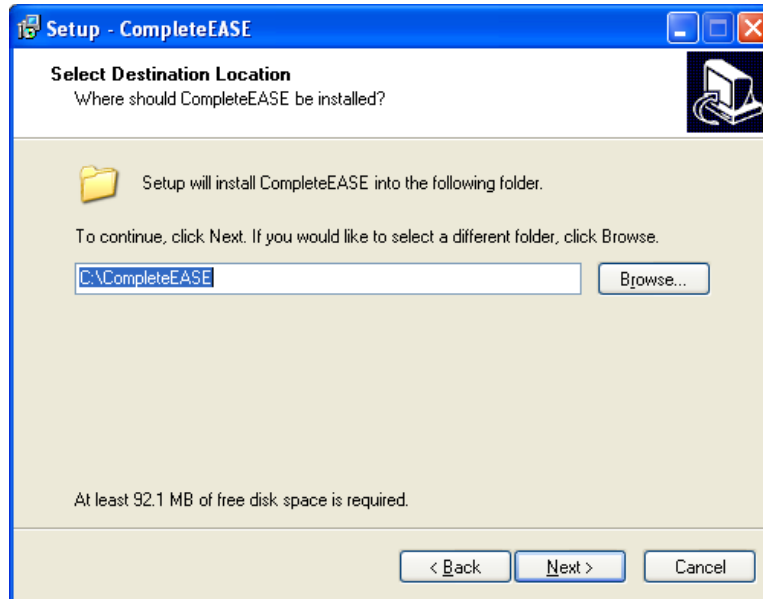 Setup - CompleteEASE
Select Destination Location
Where should CompleteEASE be installed?
Setup will install CompleteEASE into the following folder.
To continue, click Next. If you would like to select a different folder, click Browse.
C:\CompleteEASE
Browse...
At least 92.1 MB of free disk space is required.
< Back
Next >
Cancel